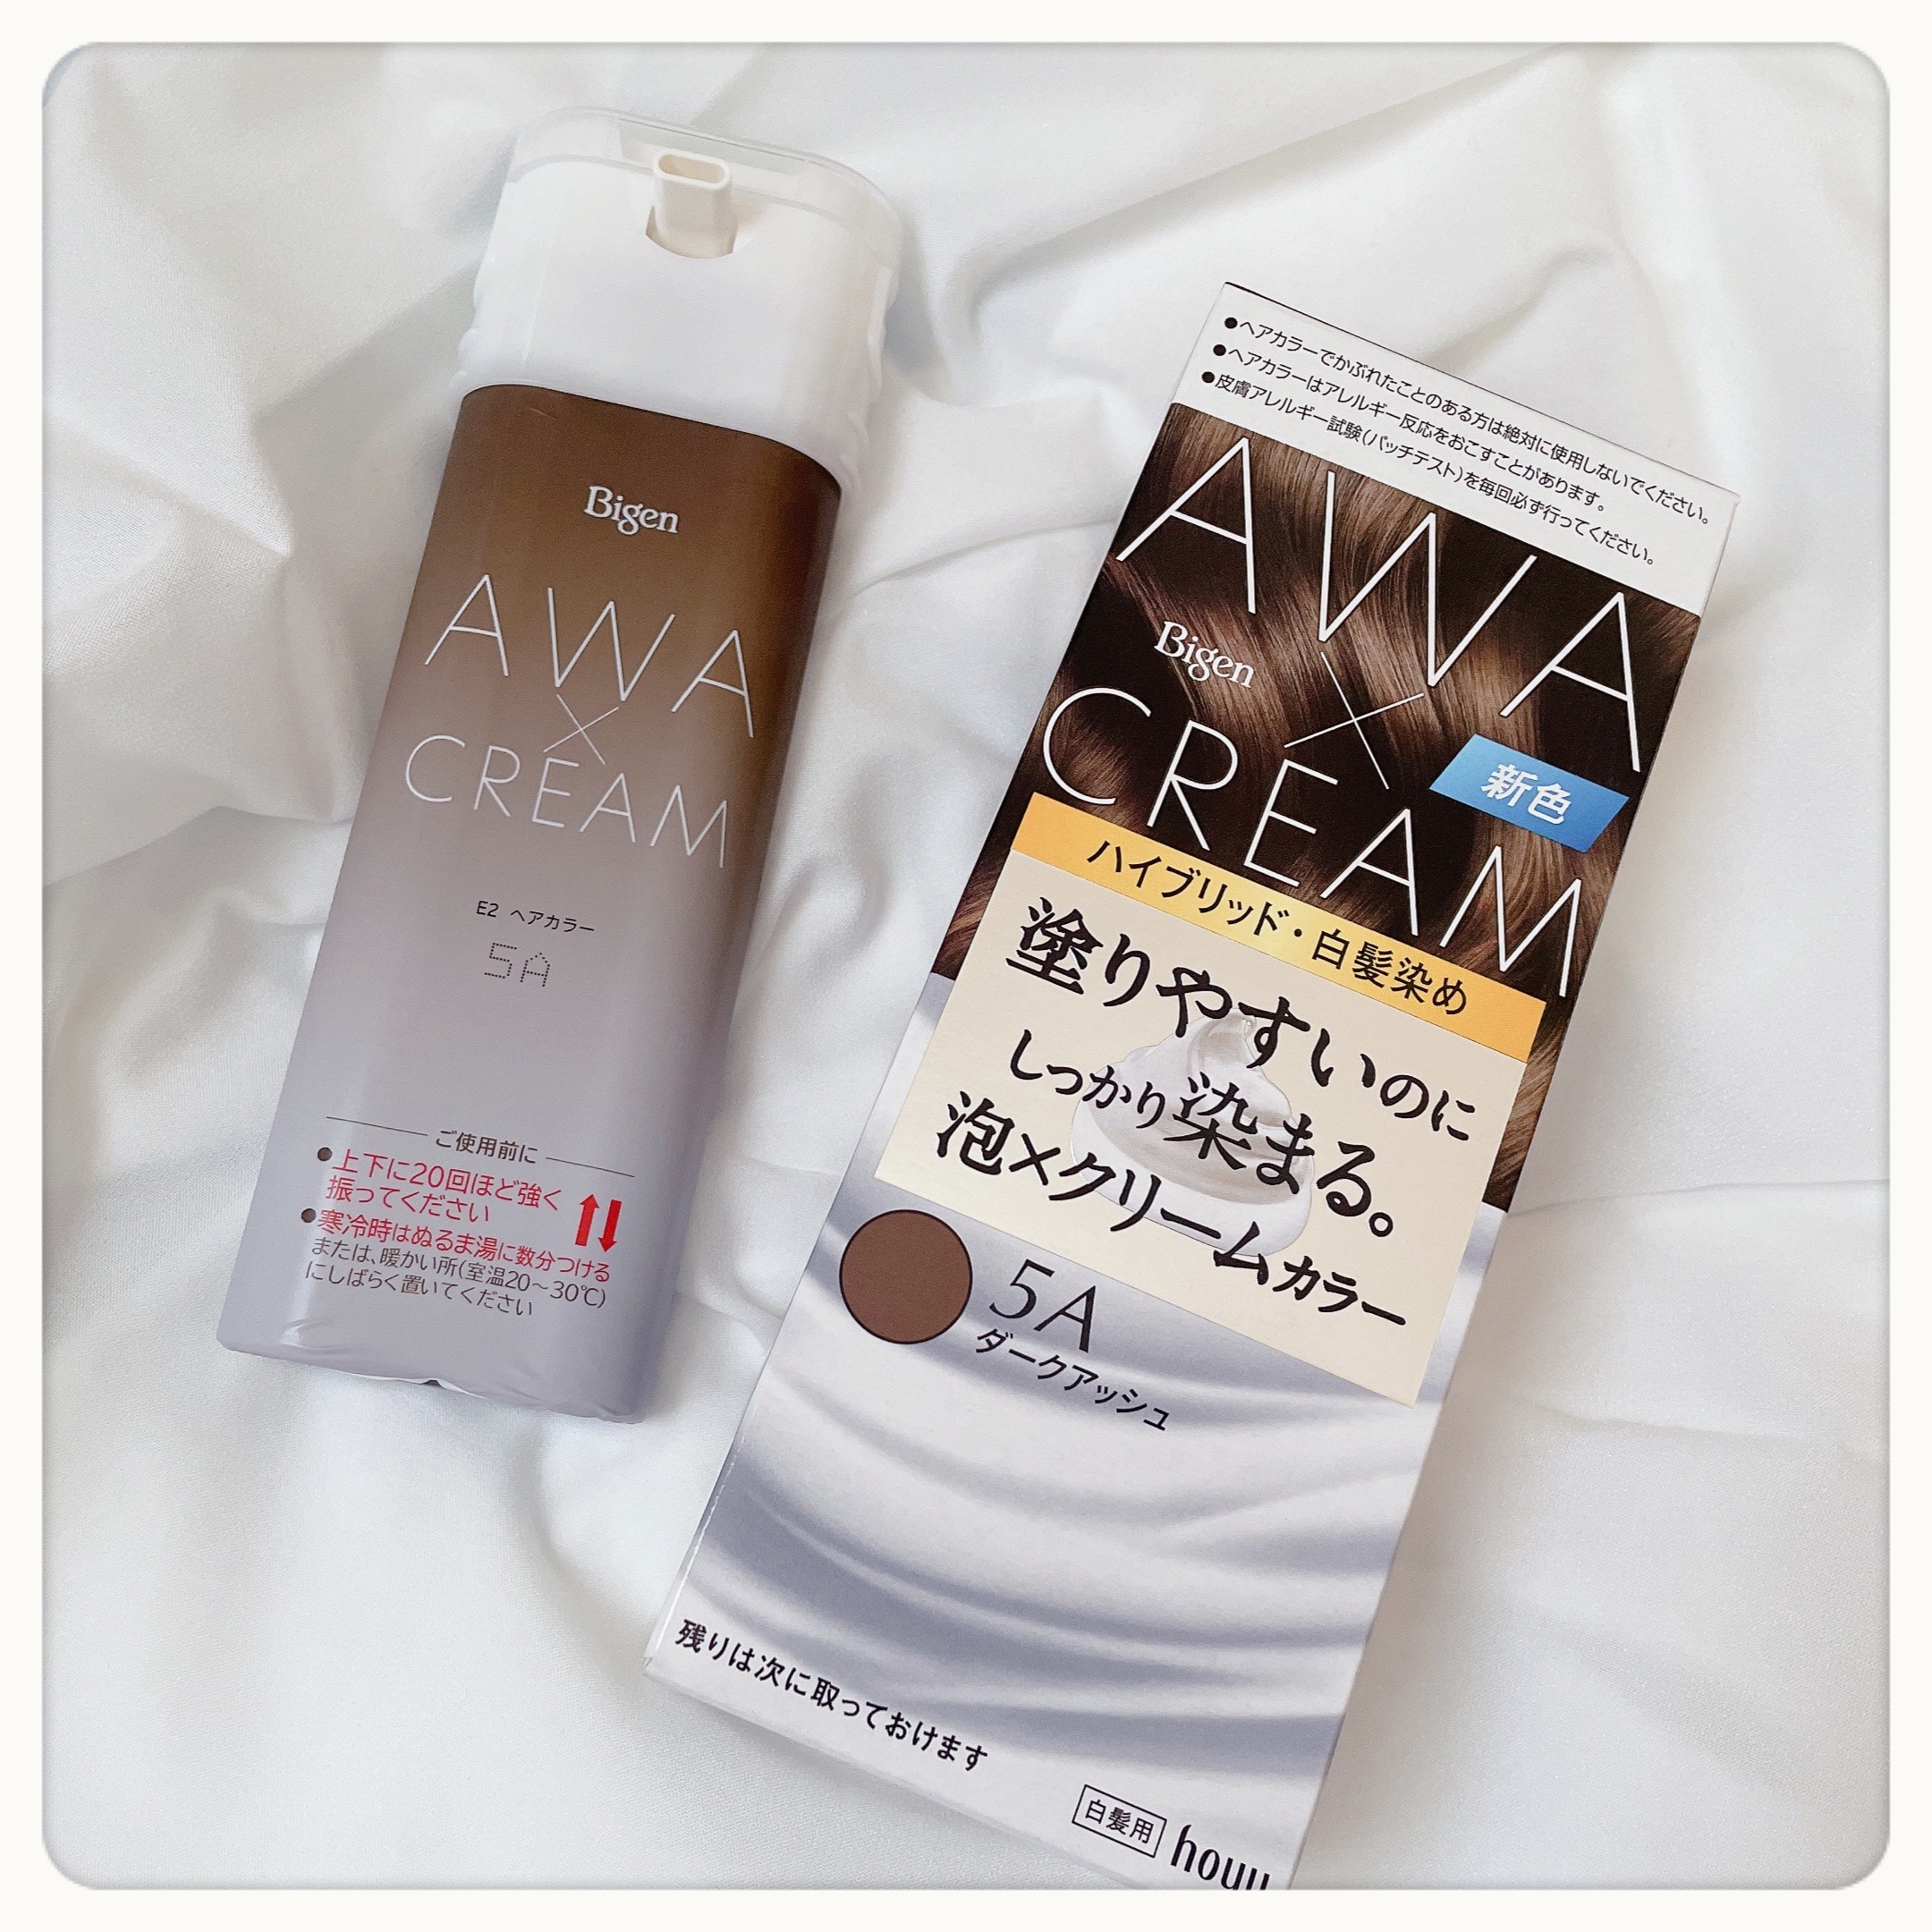 Bigen
AWA
×
CREAM
E2 ヘアカラー
5A
ご使用前に
●上下に20回ほど強く
振ってください
●寒冷時はぬるま湯に数分つける
または、暖かい所(室温20～30℃)
にしばらく置いてください
●ヘアカラーでかぶれたことのある方は絶対に使用しないでください。
●ヘアカラーはアレルギー反応をおこすことがあります。
●皮膚アレルギー試験(パッチテスト)を毎回必ず行ってください。
AWA
Bigen
×
CREAM
新色
ハイブリッド・白髪染め
塗りやすいのに
しっかり染まる。
泡×クリームカラー
5A
ダークアッシュ
残りは次に取っておけます
白髪用